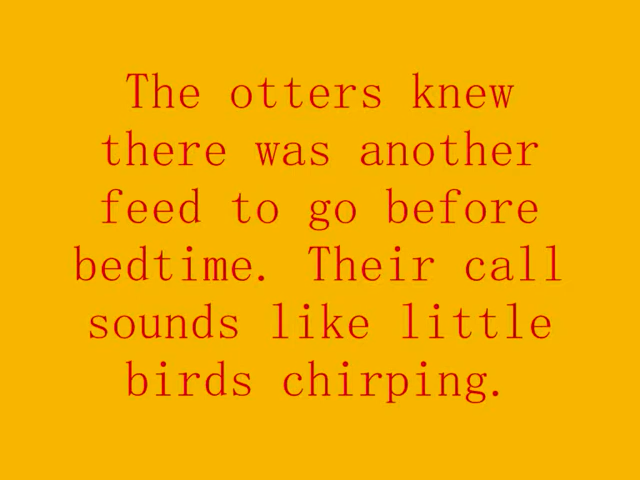 The otters knew
there was another
feed to go before
bedtime. Their call
sounds like little
birds chirping.